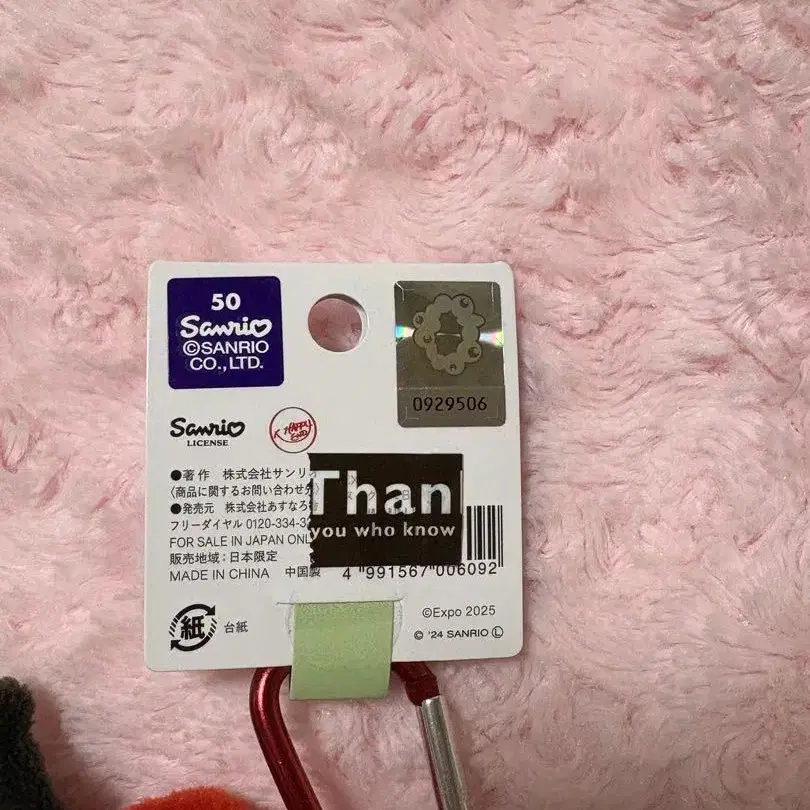 50
Sanrio
©SANRIO
CO.,LTD.
0929506
Sanrio
LICENSE
HAPPY
END
●著作 株式会社サンリ
〈商品に関するお問い合わせ先
●発売元 株式会社あすなろ
フリーダイヤル 0120-334-3
FOR SALE IN JAPAN ONL
販売地域：日本限定
MADE IN CHINA 中国製
Than
you who know
4 991567 006092
紙 台紙
©Expo 2025
© '24 SANRIO Ⓛ